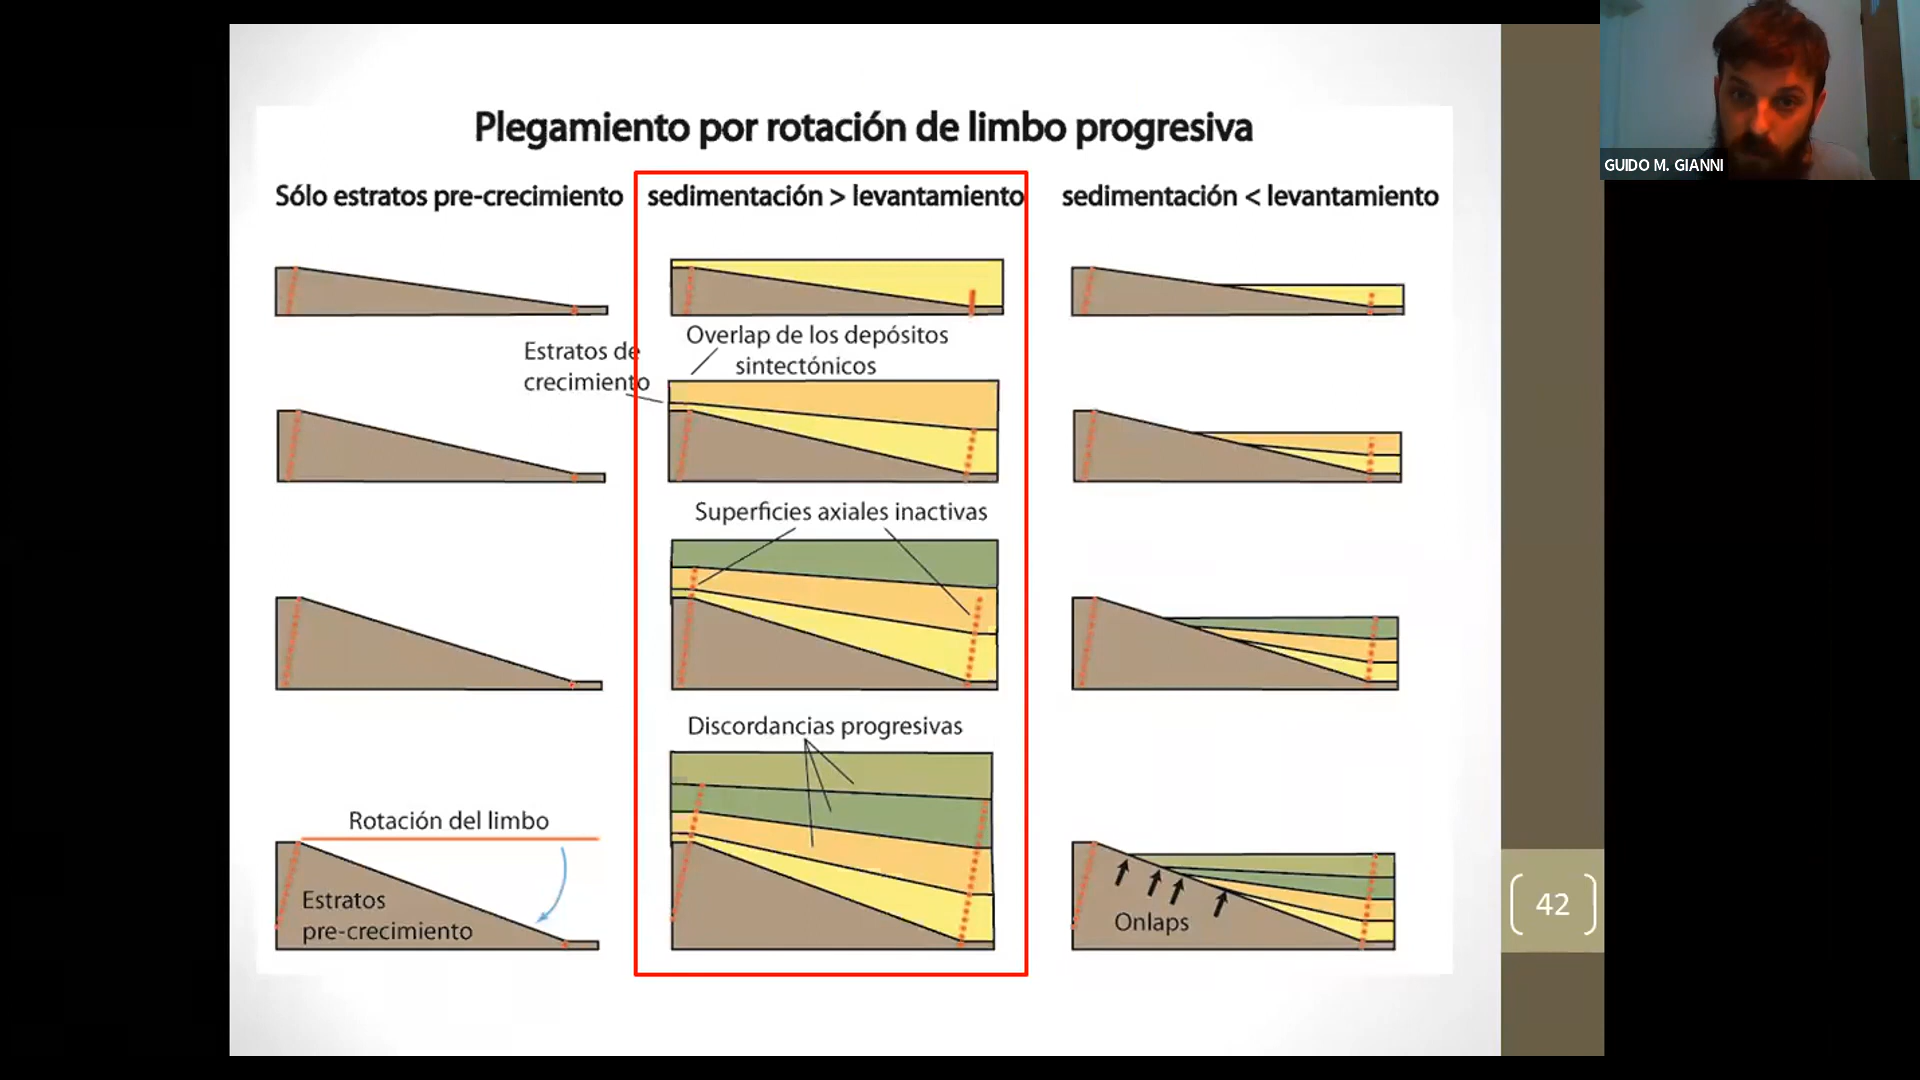 Plegamiento por rotación de limbo progresiva
Sólo estratos pre-crecimiento
sedimentación > levantamiento
sedimentación < levantamiento
Overlap de los depósitos
sintectónicos
Estratos de
crecimiento
Superficies axiales inactivas
Discordancias progresivas
Rotación del limbo
Estratos
pre-crecimiento
Onlaps
42
GUIDO M. GIANNI